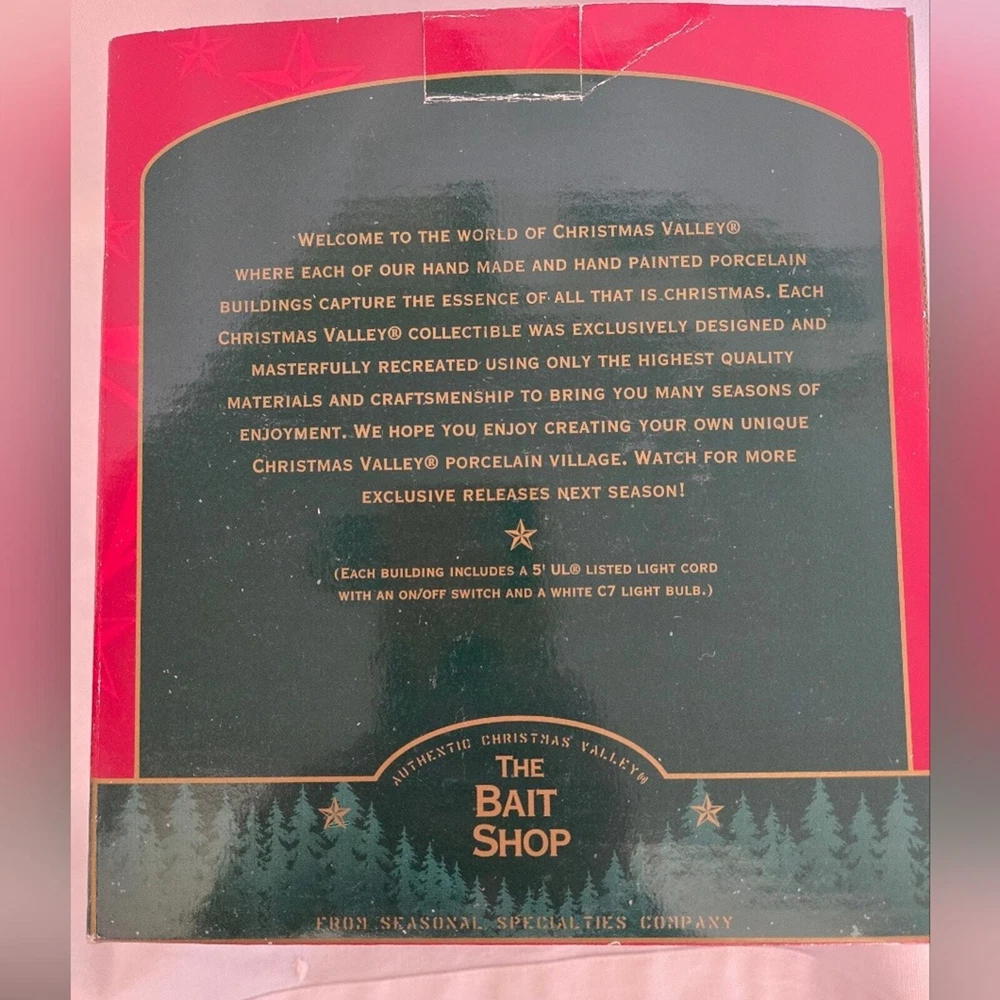 Welcome to the world of Christmas Valley®
where each of our hand made and hand painted porcelain
buildings capture the essence of all that is christmas. Each
Christmas Valley® collectible was exclusively designed and
masterfully recreated using only the highest quality
materials and craftsmenship to bring you many seasons of
enjoyment. We hope you enjoy creating your own unique
Christmas Valley® porcelain village. Watch for more
exclusive releases next season!
(Each building includes a 5' UL® listed light cord
with an on/off switch and a white C7 light bulb.)
AUTHENTIC CHRISTMAS VALLEY®
The
Bait
Shop
FROM SEASONAL SPECIALTIES COMPANY